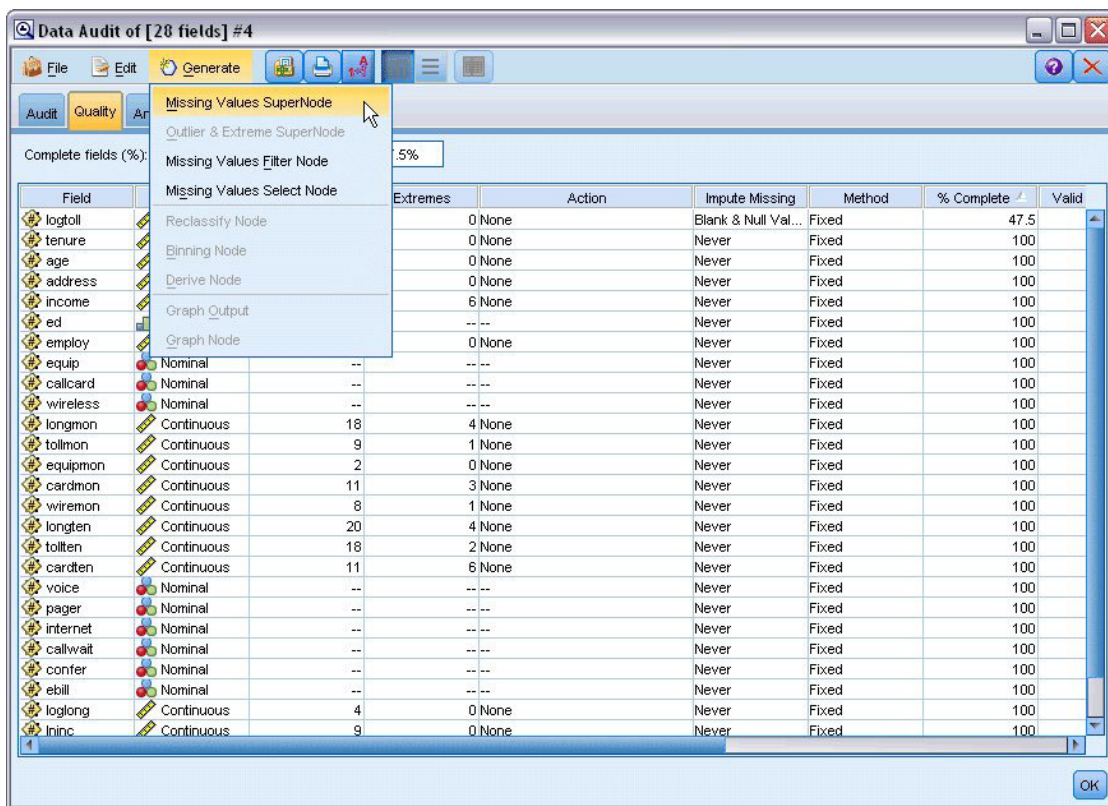 Data Audit of [28 fields] #4
File Edit Generate
Audit Quality An
Missing Values SuperNode
Outlier & Extreme SuperNode
Missing Values Filter Node
Missing Values Select Node
Reclassify Node
Binning Node
Derive Node
Graph Output
Graph Node
Complete fields (%): .5%
Field Extremes Action Impute Missing Method % Complete Valid
logtoll 0 None Blank & Null Val... Fixed 47.5
tenure 0 None Never Fixed 100
age 0 None Never Fixed 100
address 0 None Never Fixed 100
income 6 None Never Fixed 100
ed -- -- Never Fixed 100
employ 0 None Never Fixed 100
equip Nominal -- -- -- Never Fixed 100
callcard Nominal -- -- -- Never Fixed 100
wireless Nominal -- -- -- Never Fixed 100
longmon Continuous 18 4 None Never Fixed 100
tollmon Continuous 9 1 None Never Fixed 100
equipmon Continuous 2 0 None Never Fixed 100
cardmon Continuous 11 3 None Never Fixed 100
wiremon Continuous 8 1 None Never Fixed 100
longten Continuous 20 4 None Never Fixed 100
tollten Continuous 18 2 None Never Fixed 100
cardten Continuous 11 6 None Never Fixed 100
voice Nominal -- -- -- Never Fixed 100
pager Nominal -- -- -- Never Fixed 100
internet Nominal -- -- -- Never Fixed 100
callwait Nominal -- -- -- Never Fixed 100
confer Nominal -- -- -- Never Fixed 100
ebill Nominal -- -- -- Never Fixed 100
loglong Continuous 4 0 None Never Fixed 100
lninc Continuous 9 0 None Never Fixed 100
OK